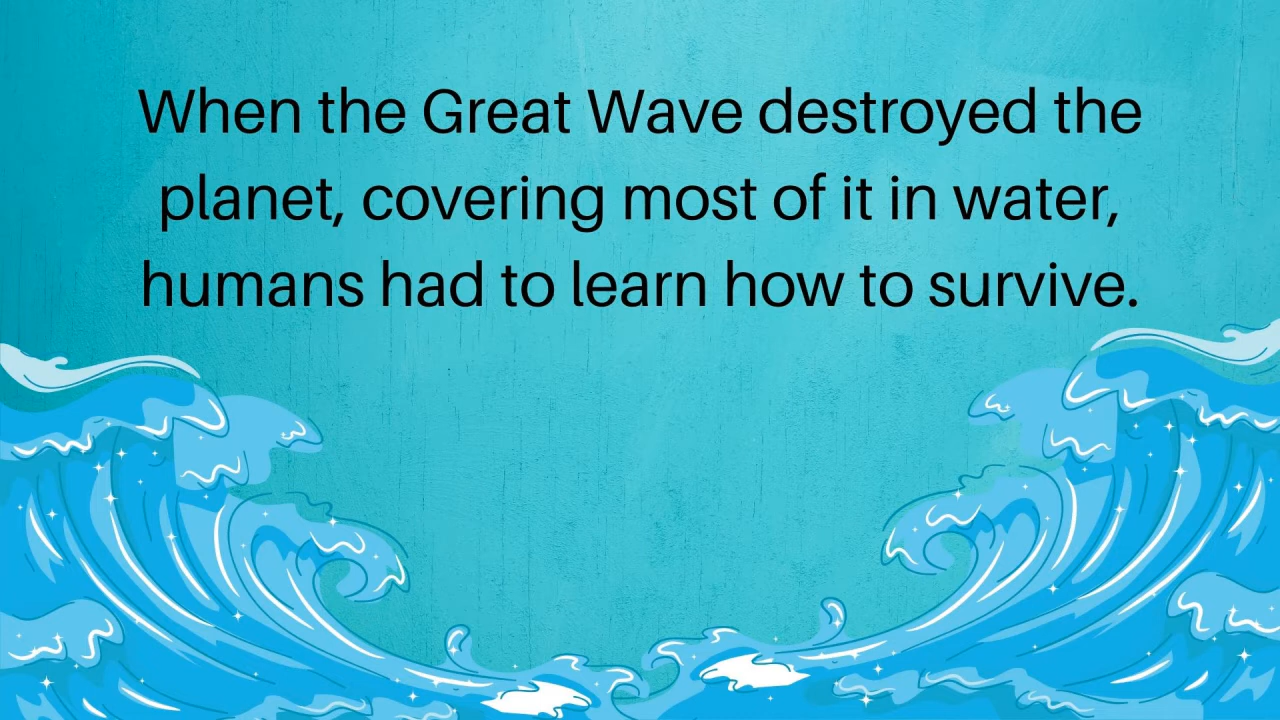 When the Great Wave destroyed the
planet, covering most of it in water,
humans had to learn how to survive.